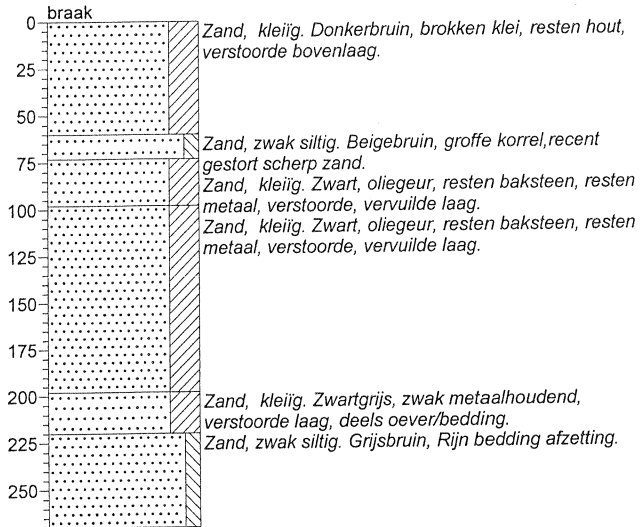 braak
0
Zand, kleiïg. Donkerbruin, brokken klei, resten hout,
verstoorde bovenlaag.
25
50
Zand, zwak siltig. Beigebruin, groffe korrel,recent
gestort scherp zand.
75
Zand, kleiïg. Zwart, oliegeur, resten baksteen, resten
metaal, verstoorde, vervuilde laag.
100
Zand, kleiïg. Zwart, oliegeur, resten baksteen, resten
metaal, verstoorde, vervuilde laag.
125
150
175
200
Zand, kleiïg. Zwartgrijs, zwak metaalhoudend,
verstoorde laag, deels oever/bedding.
225
Zand, zwak siltig. Grijsbruin, Rijn bedding afzetting.
250